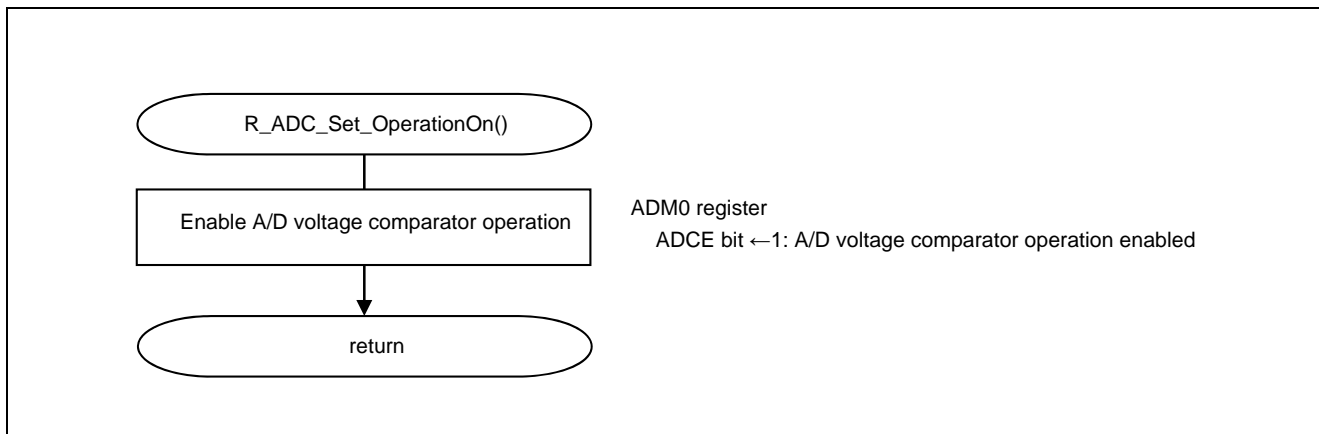 R_ADC_Set_OperationOn()
Enable A/D voltage comparator operation
ADM0 register
ADCE bit ←1: A/D voltage comparator operation enabled
return